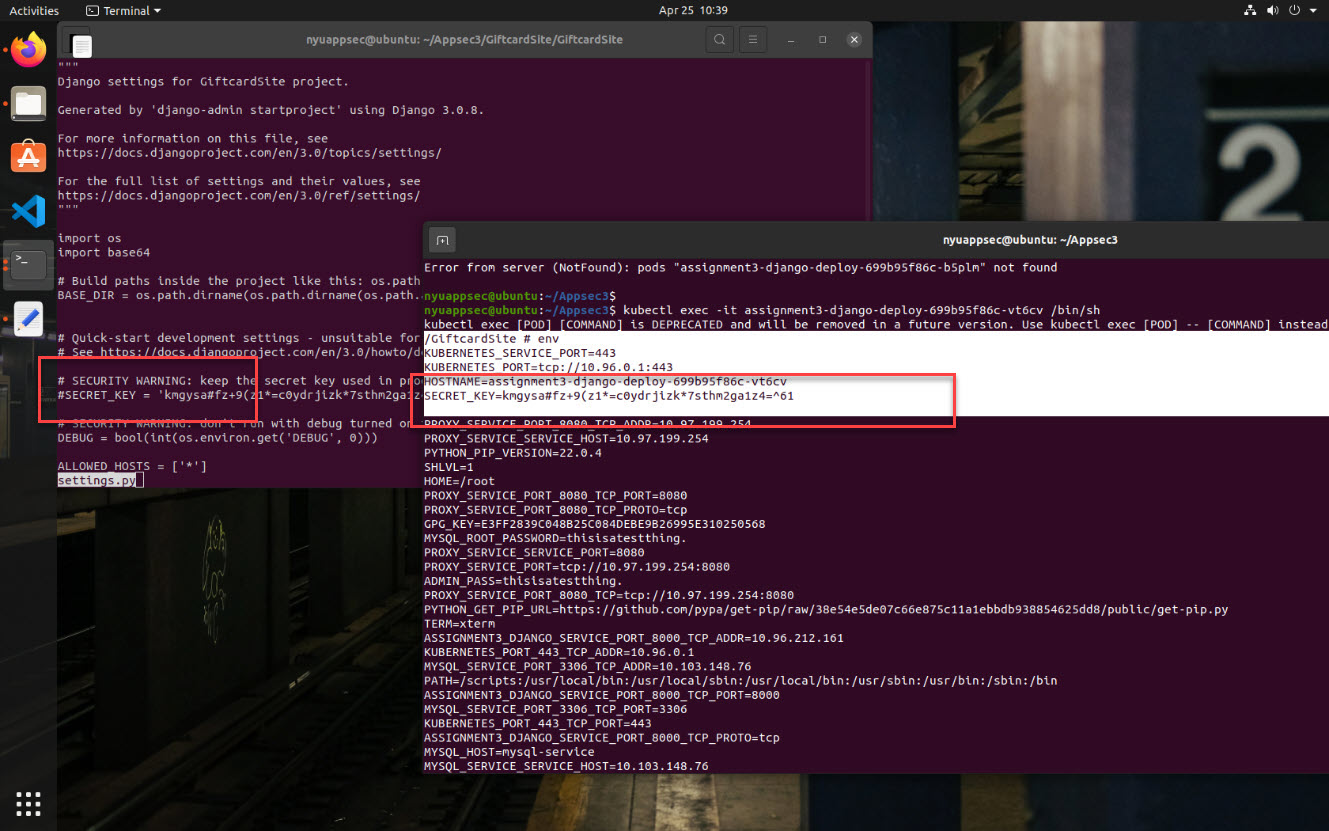 Activities
Terminal
Apr 25 10:39
nyuappsec@ubuntu: ~/Appsec3/GiftcardSite/GiftcardSite
"""
Django settings for GiftcardSite project.
Generated by 'django-admin startproject' using Django 3.0.8.
For more information on this file, see
https://docs.djangoproject.com/en/3.0/topics/settings/
For the full list of settings and their values, see
https://docs.djangoproject.com/en/3.0/ref/settings/
"""
import os
import base64
# Build paths inside the project like this: os.path
BASE_DIR = os.path.dirname(os.path.dirname(os.path.
# Quick-start development settings - unsuitable for
# See https://docs.djangoproject.com/en/3.0/howto/de
# SECURITY WARNING: keep the secret key used in pro
#SECRET_KEY = 'kmgysa#fz+9(z1*=c0ydrjizk*7sthm2ga1z4
# SECURITY WARNING: don't run with debug turned on
DEBUG = bool(int(os.environ.get('DEBUG', 0)))
ALLOWED_HOSTS = ['*']
settings.py
nyuappsec@ubuntu: ~/Appsec3
Error from server (NotFound): pods "assignment3-django-deploy-699b95f86c-b5plm" not found
nyuappsec@ubuntu:~/Appsec3$
nyuappsec@ubuntu:~/Appsec3$ kubectl exec -it assignment3-django-deploy-699b95f86c-vt6cv /bin/sh
kubectl exec [POD] [COMMAND] is DEPRECATED and will be removed in a future version. Use kubectl exec [POD] -- [COMMAND] instead
/GiftcardSite # env
KUBERNETES_SERVICE_PORT=443
KUBERNETES_PORT=tcp://10.96.0.1:443
HOSTNAME=assignment3-django-deploy-699b95f86c-vt6cv
SECRET_KEY=kmgysa#fz+9(z1*=c0ydrjizk*7sthm2ga1z4=^61
PROXY_SERVICE_PORT_8080_TCP_ADDR=10.97.199.254
PROXY_SERVICE_SERVICE_HOST=10.97.199.254
PYTHON_PIP_VERSION=22.0.4
SHLVL=1
HOME=/root
PROXY_SERVICE_PORT_8080_TCP_PORT=8080
PROXY_SERVICE_PORT_8080_TCP_PROTO=tcp
GPG_KEY=E3FF2839C048B25C084DEBE9B26995E310250568
MYSQL_ROOT_PASSWORD=thisisatestthing.
PROXY_SERVICE_SERVICE_PORT=8080
PROXY_SERVICE_PORT=tcp://10.97.199.254:8080
ADMIN_PASS=thisisatestthing.
PROXY_SERVICE_PORT_8080_TCP=tcp://10.97.199.254:8080
PYTHON_GET_PIP_URL=https://github.com/pypa/get-pip/raw/38e54e5de07c66e875c11a1ebbdb938854625dd8/public/get-pip.py
TERM=xterm
ASSIGNMENT3_DJANGO_SERVICE_PORT_8000_TCP_ADDR=10.96.212.161
KUBERNETES_PORT_443_TCP_ADDR=10.96.0.1
MYSQL_SERVICE_PORT_3306_TCP_ADDR=10.103.148.76
PATH=/scripts:/usr/local/bin:/usr/local/sbin:/usr/local/bin:/usr/sbin:/usr/bin:/sbin:/bin
ASSIGNMENT3_DJANGO_SERVICE_PORT_8000_TCP_PORT=8000
MYSQL_SERVICE_PORT_3306_TCP_PORT=3306
KUBERNETES_PORT_443_TCP_PORT=443
ASSIGNMENT3_DJANGO_SERVICE_PORT_8000_TCP_PROTO=tcp
MYSQL_HOST=mysql-service
MYSQL_SERVICE_SERVICE_HOST=10.103.148.76
2